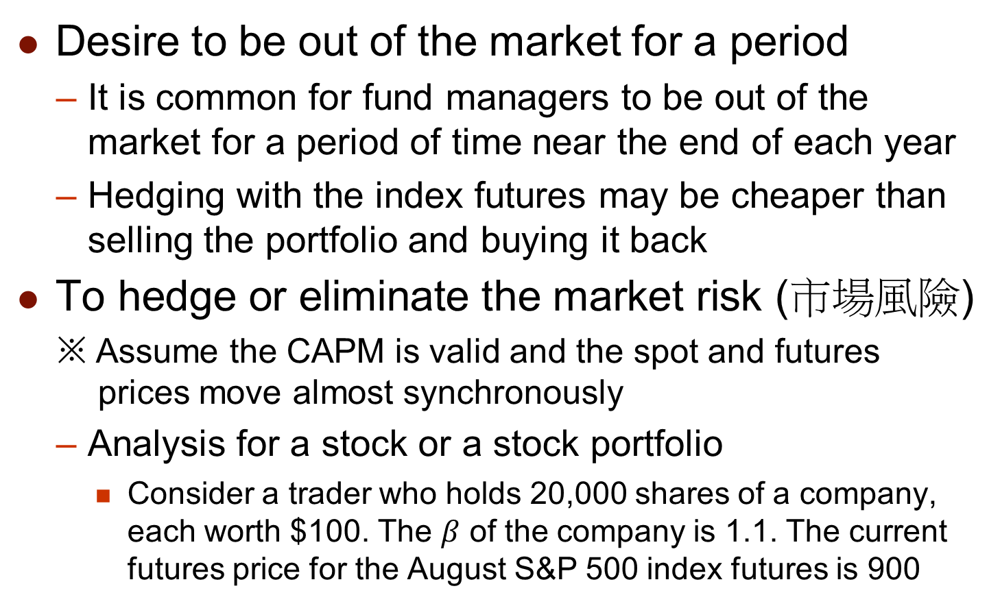 ● Desire to be out of the market for a period
– It is common for fund managers to be out of the
market for a period of time near the end of each year
– Hedging with the index futures may be cheaper than
selling the portfolio and buying it back
● To hedge or eliminate the market risk (市場風險)
※ Assume the CAPM is valid and the spot and futures
prices move almost synchronously
– Analysis for a stock or a stock portfolio
■ Consider a trader who holds 20,000 shares of a company,
each worth $100. The β of the company is 1.1. The current
futures price for the August S&P 500 index futures is 900